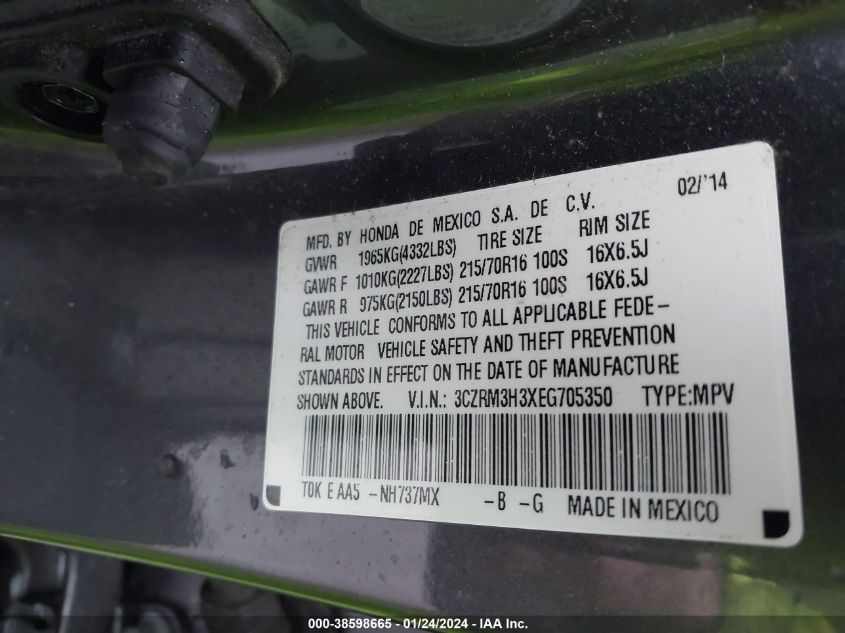 02/'14
MFD. BY HONDA DE MEXICO S.A. DE C.V.
GVWR 1965KG(4332LBS) TIRE SIZE RIM SIZE
GAWR F 1010KG(2227LBS) 215/70R16 100S 16X6.5J
GAWR R 975KG(2150LBS) 215/70R16 100S 16X6.5J
THIS VEHICLE CONFORMS TO ALL APPLICABLE FEDE-
RAL MOTOR VEHICLE SAFETY AND THEFT PREVENTION
STANDARDS IN EFFECT ON THE DATE OF MANUFACTURE
SHOWN ABOVE. V.I.N.: 3CZRM3H3XEG705350 TYPE:MPV
T0K E AA5 -NH737MX -B -G MADE IN MEXICO
000-38598665 - 01/24/2024 - IAA Inc.